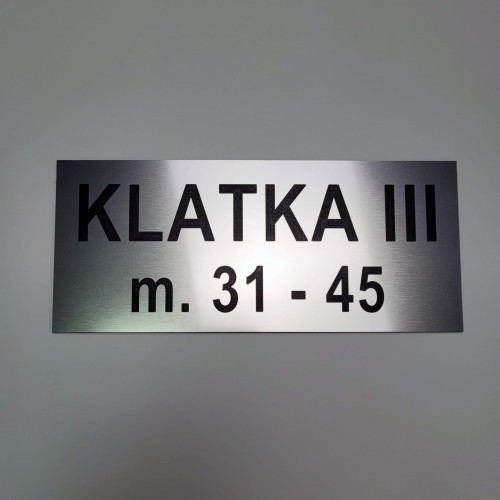 KLATKA III
m. 31 - 45